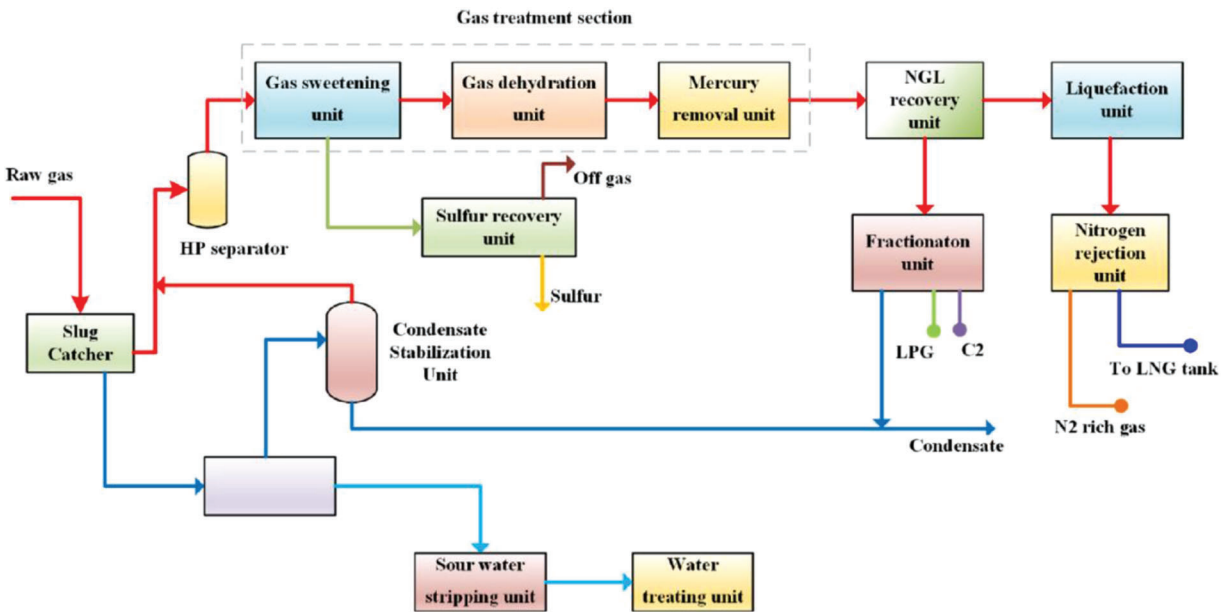 Gas treatment section
Gas sweetening
unit
Gas dehydration
unit
Mercury
removal unit
NGL
recovery
unit
Liquefaction
unit
Raw gas
HP separator
Off gas
Sulfur recovery
unit
Sulfur
Fractionaton
unit
Nitrogen
rejection
unit
Slug
Catcher
Condensate
Stabilization
Unit
LPG
C2
To LNG tank
N2 rich gas
Condensate
Sour water
stripping unit
Water
treating unit